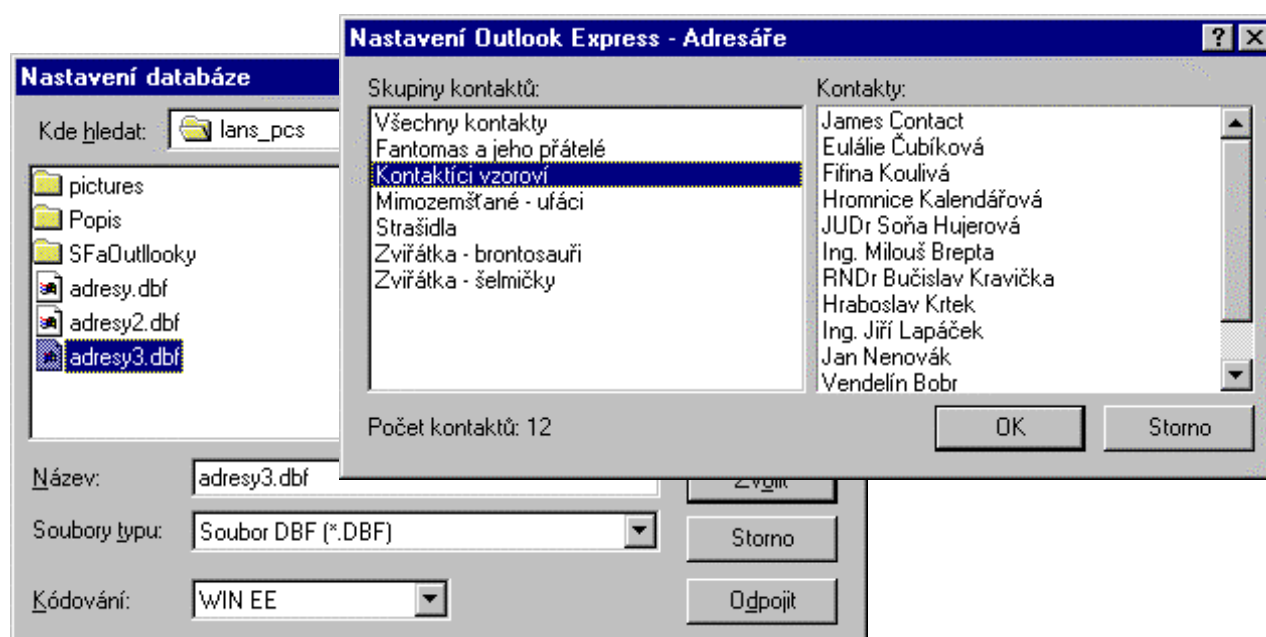 Nastavení Outlook Express - Adresáře
Skupiny kontaktů:
Všechny kontakty
Fantomas a jeho přátelé
Kontaktíci vzoroví
Mimozemšťané - ufáci
Strašidla
Zviřátka - brontosauři
Zviřátka - šelmičky
Kontakty:
James Contact
Eulálie Čubíková
Fifina Koulivá
Hromnice Kalendářová
JUDr Soňa Hujerová
Ing. Milouš Brepta
RNDr Bučislav Kravička
Hraboslav Krtek
Ing. Jiří Lapáček
Jan Nenovák
Vendelín Bobr
Počet kontaktů: 12
OK
Storno
Nastavení databáze
Kde hledat:
lans_pcs
pictures
Popis
SFaOutllooky
adresy.dbf
adresy2.dbf
adresy3.dbf
Název:
adresy3.dbf
Zvolit
Soubory typu:
Soubor DBF (*.DBF)
Storno
Kódování:
WIN EE
Odpojit